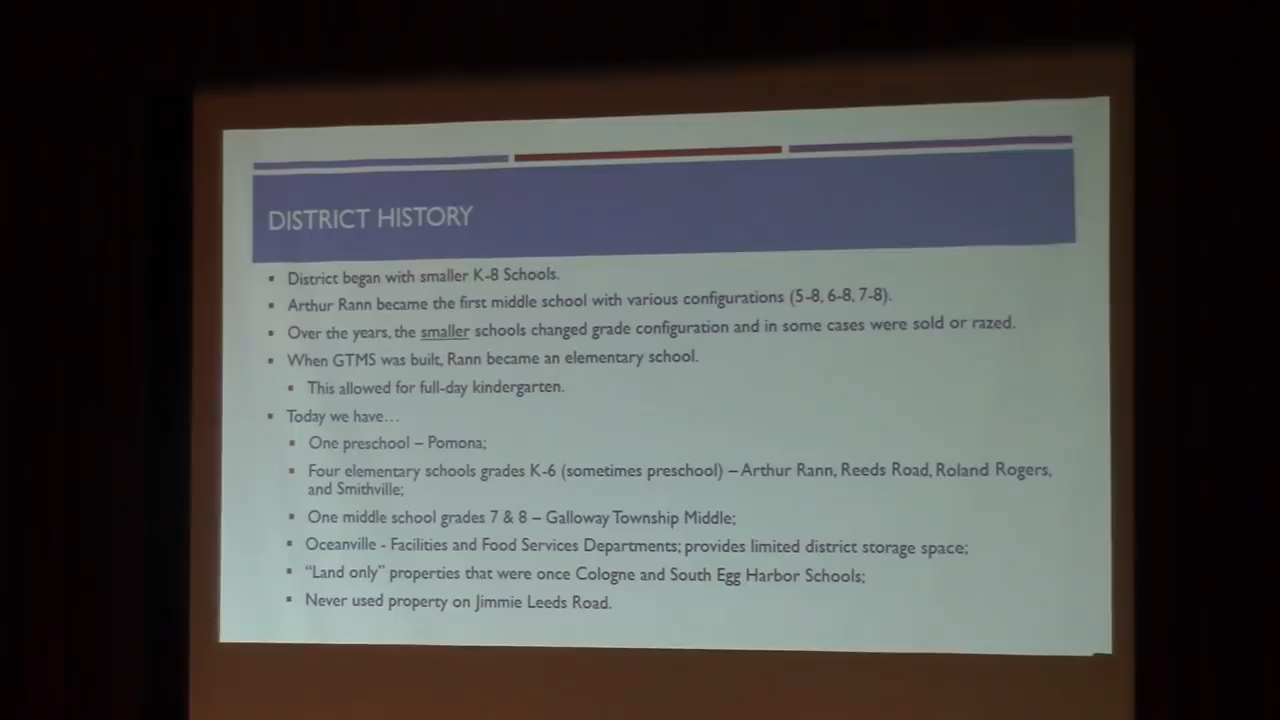 DISTRICT HISTORY
▪ District began with smaller K-8 Schools.
▪ Arthur Rann became the first middle school with various configurations (5-8, 6-8, 7-8).
▪ Over the years, the smaller schools changed grade configuration and in some cases were sold or razed.
▪ When GTMS was built, Rann became an elementary school.
▪ This allowed for full-day kindergarten.
▪ Today we have…
▪ One preschool – Pomona;
▪ Four elementary schools grades K-6 (sometimes preschool) – Arthur Rann, Reeds Road, Roland Rogers,
and Smithville;
▪ One middle school grades 7 & 8 – Galloway Township Middle;
▪ Oceanville - Facilities and Food Services Departments; provides limited district storage space;
▪ “Land only” properties that were once Cologne and South Egg Harbor Schools;
▪ Never used property on Jimmie Leeds Road.